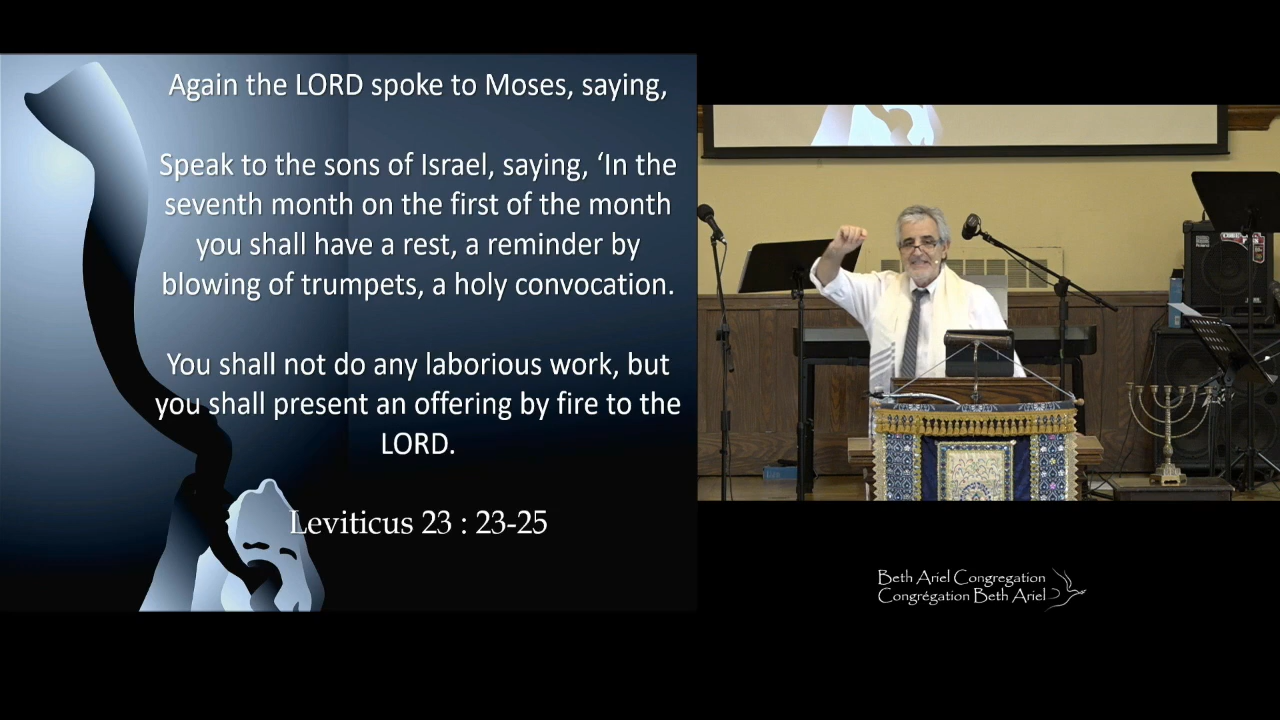 Again the LORD spoke to Moses, saying,
Speak to the sons of Israel, saying, ‘In the
seventh month on the first of the month
you shall have a rest, a reminder by
blowing of trumpets, a holy convocation.
You shall not do any laborious work, but
you shall present an offering by fire to the
LORD.
Leviticus 23 : 23-25
Beth Ariel Congregation
Congrégation Beth Ariel